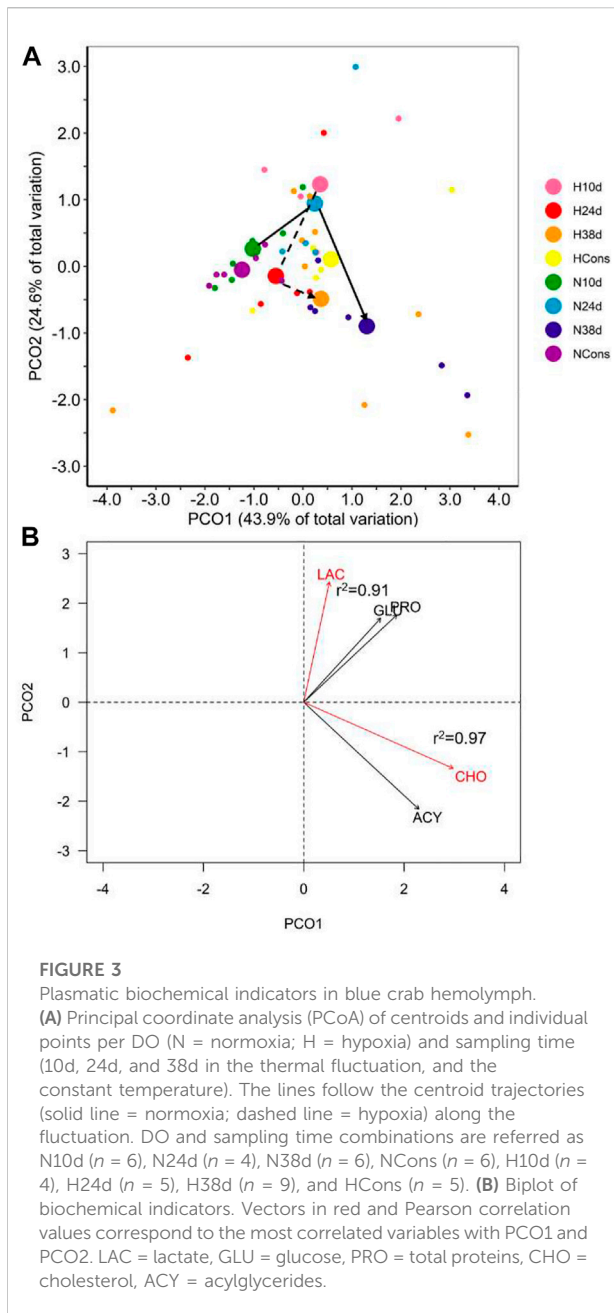 A
3.0
2.0
1.0
0.0
-1.0
-2.0
-3.0
PCO2 (24.6% of total variation)
-4.0 -3.0 -2.0 -1.0 0.0 1.0 2.0 3.0 4.0
PCO1 (43.9% of total variation)
H10d
H24d
H38d
HCons
N10d
N24d
N38d
NCons
B
3
2
1
0
-1
-2
-3
PCO2
LAC
r²=0.91
GLU PRO
r²=0.97
CHO
ACY
-4 -2 0 2 4
PCO1
FIGURE 3
Plasmatic biochemical indicators in blue crab hemolymph.
(A) Principal coordinate analysis (PCoA) of centroids and individual
points per DO (N = normoxia; H = hypoxia) and sampling time
(10d, 24d, and 38d in the thermal fluctuation, and the
constant temperature). The lines follow the centroid trajectories
(solid line = normoxia; dashed line = hypoxia) along the
fluctuation. DO and sampling time combinations are referred as
N10d (n = 6), N24d (n = 4), N38d (n = 6), NCons (n = 6), H10d (n =
4), H24d (n = 5), H38d (n = 9), and HCons (n = 5). (B) Biplot of
biochemical indicators. Vectors in red and Pearson correlation
values correspond to the most correlated variables with PCO1 and
PCO2. LAC = lactate, GLU = glucose, PRO = total proteins, CHO =
cholesterol, ACY = acylglycerides.